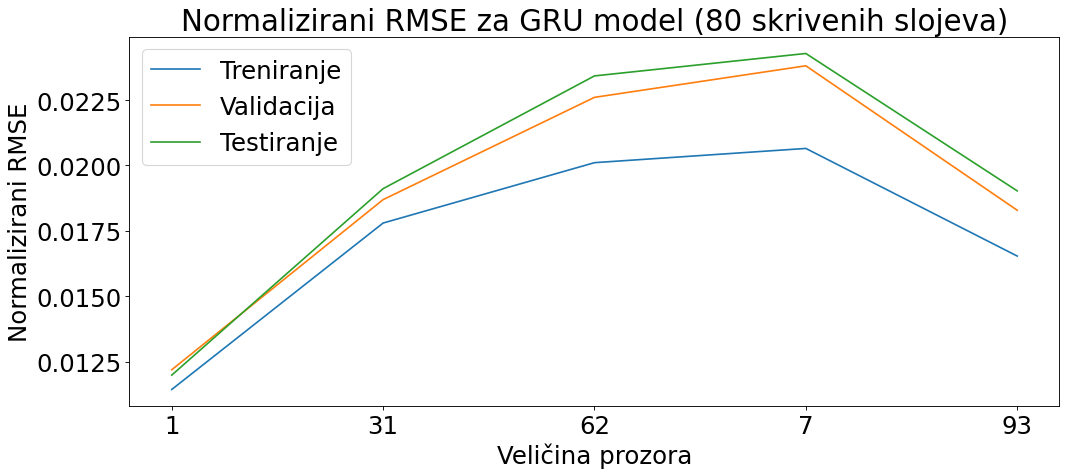 Normalizirani RMSE za GRU model (80 skrivenih slojeva)
Treniranje
Validacija
Testiranje
Normalizirani RMSE
0.0225
0.0200
0.0175
0.0150
0.0125
1 31 62 7 93
Veličina prozora